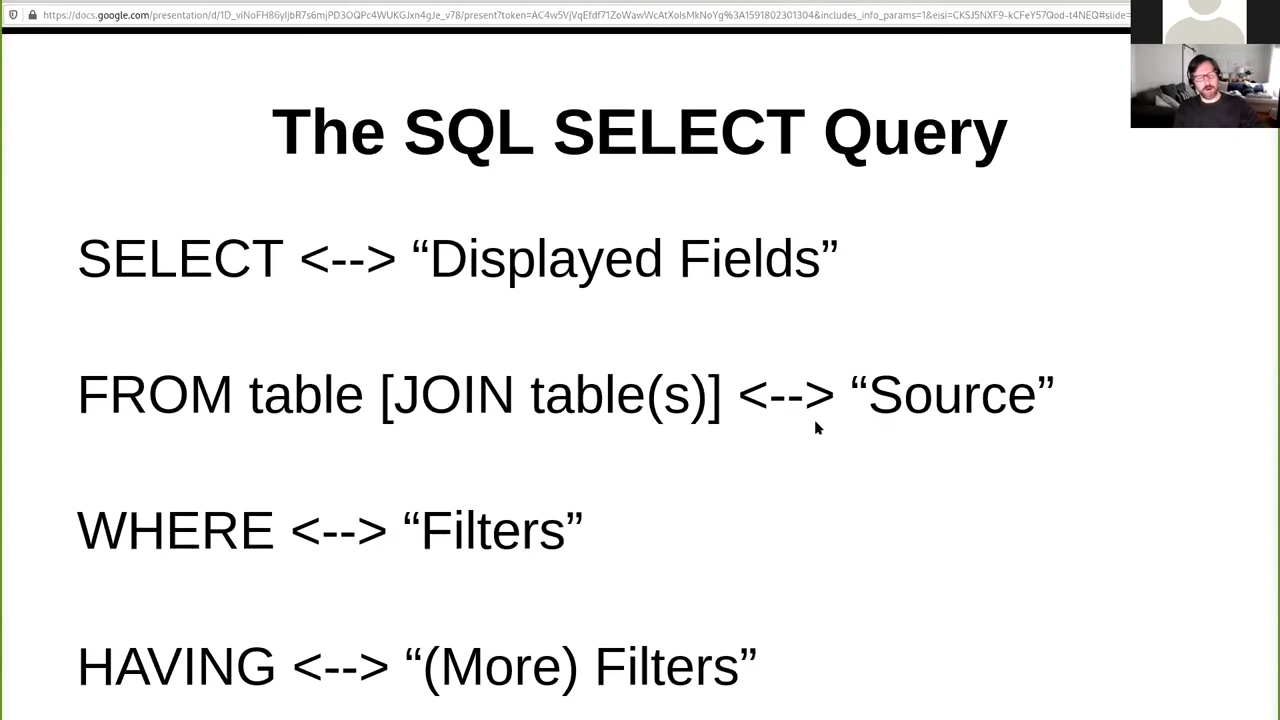 The SQL SELECT Query
SELECT <--> “Displayed Fields”
FROM table [JOIN table(s)] <--> “Source”
WHERE <--> “Filters”
HAVING <--> “(More) Filters”